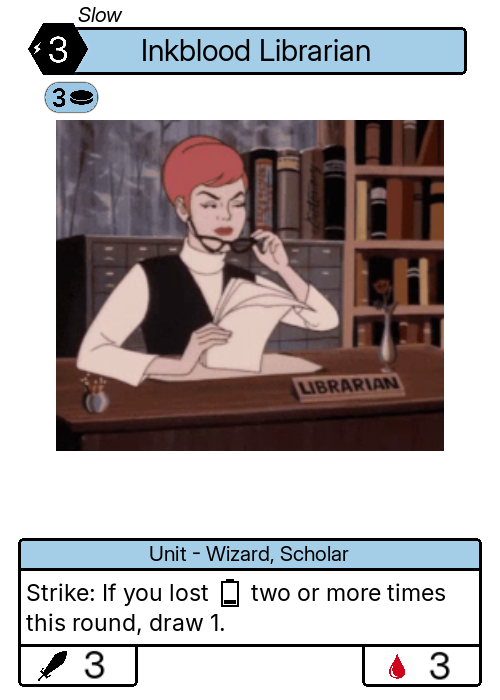 Slow
3 Inkblood Librarian
3
LIBRARIAN
Unit - Wizard, Scholar
Strike: If you lost two or more times
this round, draw 1.
3 3